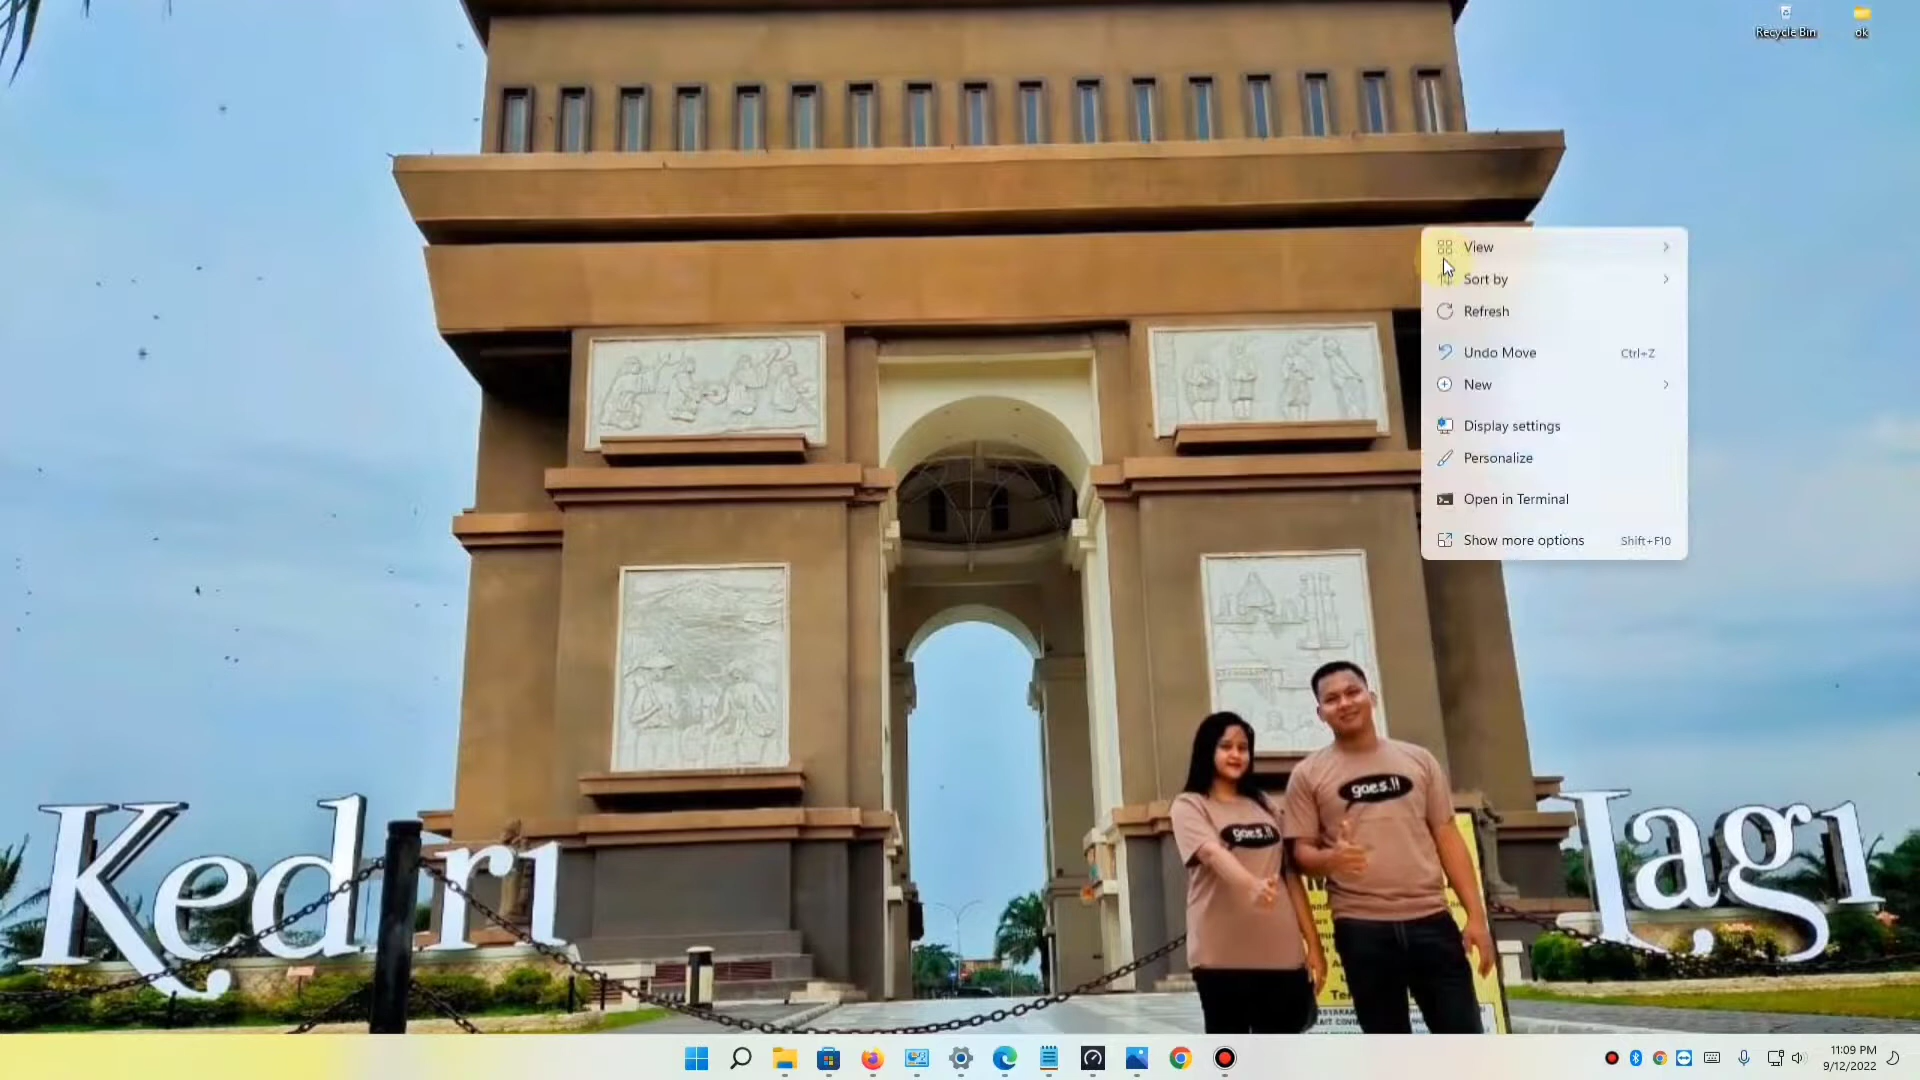 Recycle Bin
ok
View
Sort by
Refresh
Undo Move Ctrl+Z
New
Display settings
Personalize
Open in Terminal
Show more options Shift+F10
goes.!!
goes.!!
Kediri
lagi
11:09 PM
9/12/2022